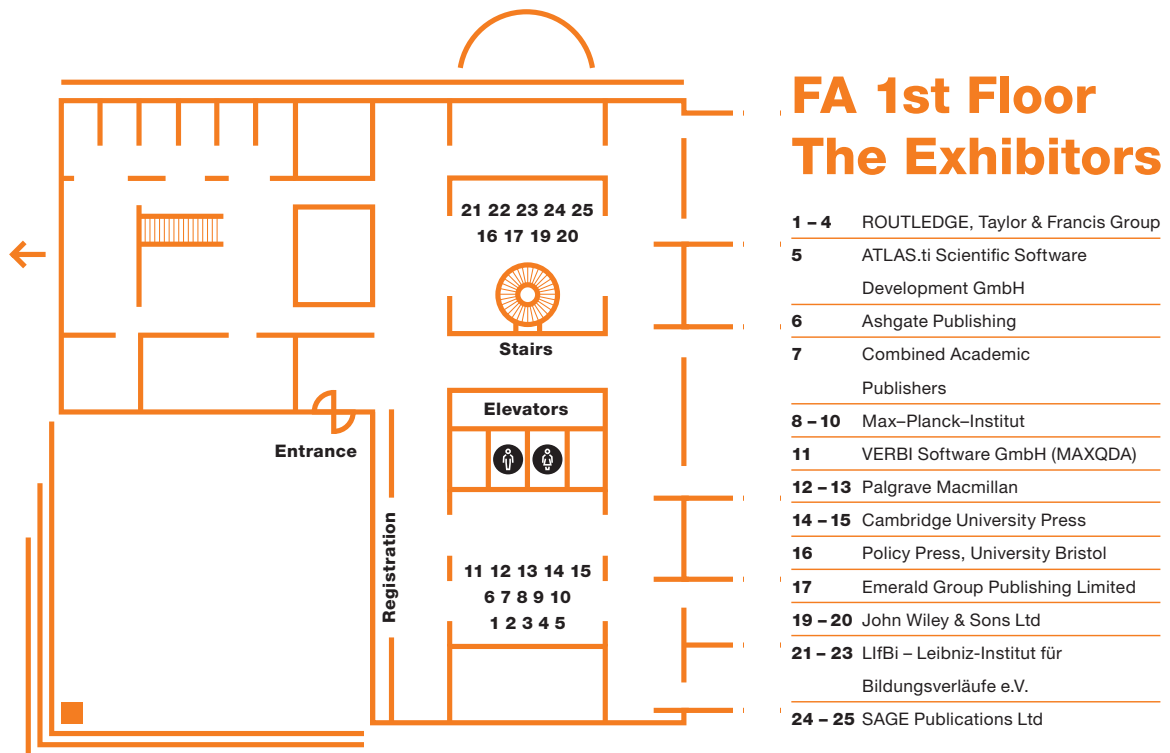 FA 1st Floor
The Exhibitors
21 22 23 24 25
16 17 19 20
Stairs
Elevators
Entrance
Registration
11 12 13 14 15
6 7 8 9 10
1 2 3 4 5
1 – 4 ROUTLEDGE, Taylor & Francis Group
5 ATLAS.ti Scientific Software
Development GmbH
6 Ashgate Publishing
7 Combined Academic
Publishers
8 – 10 Max–Planck–Institut
11 VERBI Software GmbH (MAXQDA)
12 – 13 Palgrave Macmillan
14 – 15 Cambridge University Press
16 Policy Press, University Bristol
17 Emerald Group Publishing Limited
19 – 20 John Wiley & Sons Ltd
21 – 23 LIfBi – Leibniz-Institut für
Bildungsverläufe e.V.
24 – 25 SAGE Publications Ltd